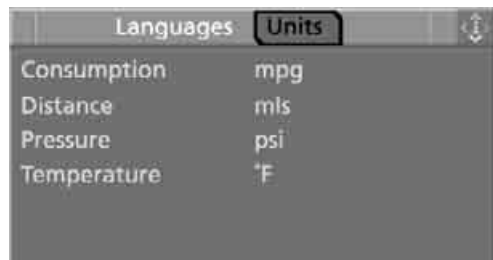 Languages Units
Consumption mpg
Distance mls
Pressure psi
Temperature °F